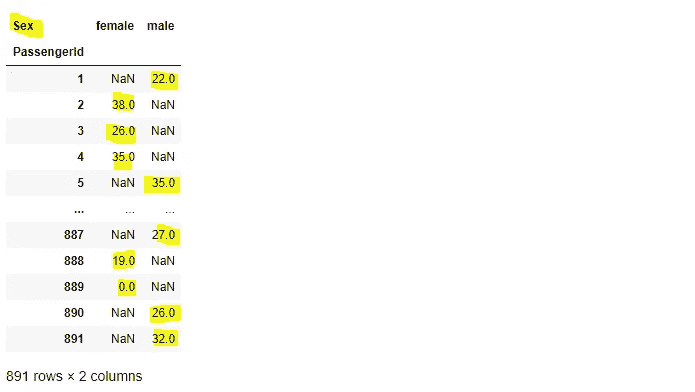 Sex female male
PassengerId
1 NaN 22.0
2 38.0 NaN
3 26.0 NaN
4 35.0 NaN
5 NaN 35.0
... ... ...
887 NaN 27.0
888 19.0 NaN
889 0.0 NaN
890 NaN 26.0
891 NaN 32.0
891 rows × 2 columns